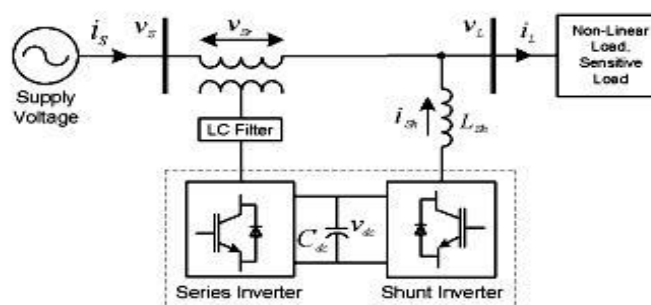 i_s
v_s
v_Sr
v_L
i_L
Non-Linear
Load.
Sensitive
Load
Supply
Voltage
LC Filter
i_Sh
L_Sh
C_dc
v_dc
Series Inverter
Shunt Inverter